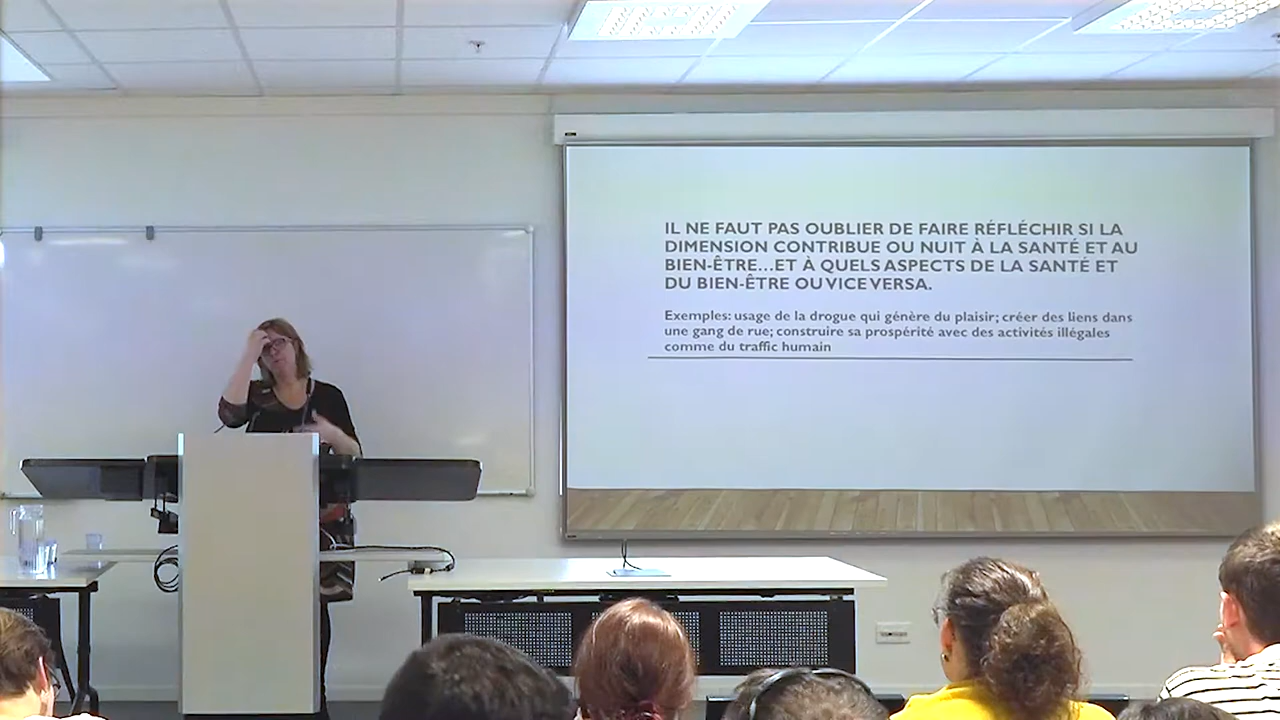 IL NE FAUT PAS OUBLIER DE FAIRE RÉFLÉCHIR SI LA
DIMENSION CONTRIBUE OU NUIT À LA SANTÉ ET AU
BIEN-ÊTRE...ET À QUELS ASPECTS DE LA SANTÉ ET
DU BIEN-ÊTRE OU VICE VERSA.
Exemples: usage de la drogue qui génère du plaisir; créer des liens dans
une gang de rue; construire sa prospérité avec des activités illégales
comme du traffic humain